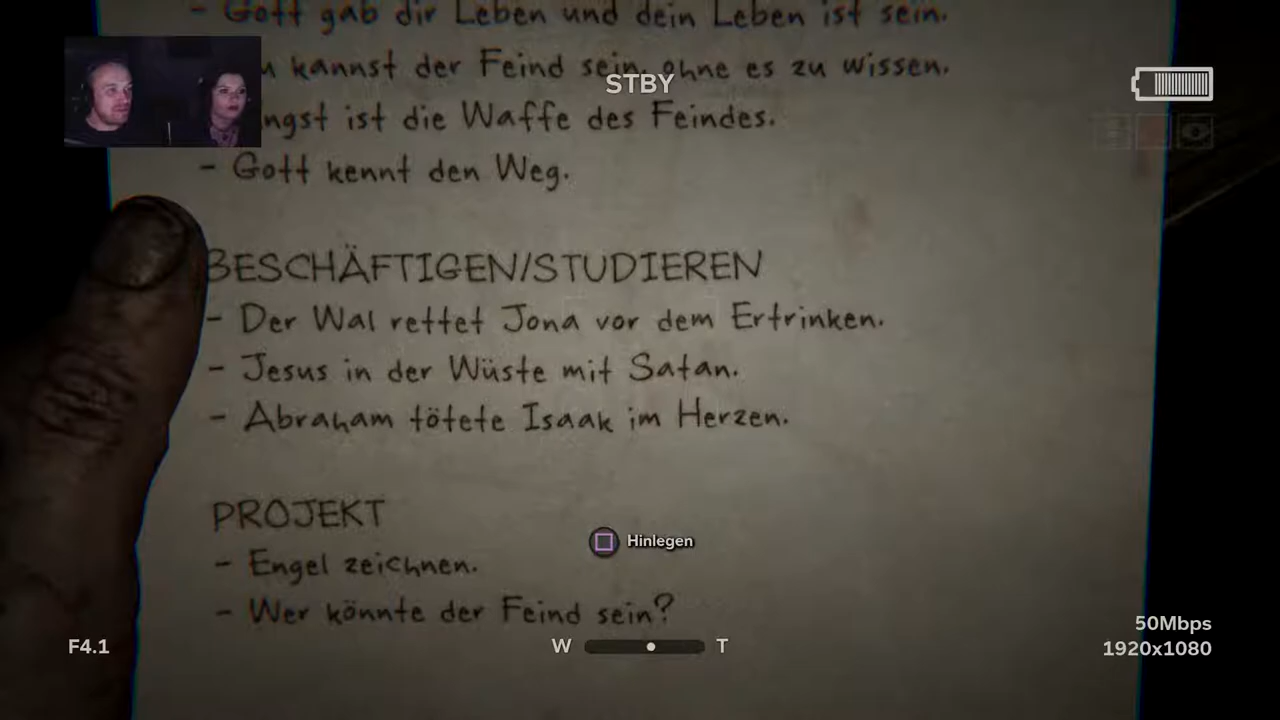 - Gott gab dir Leben und dein Leben ist sein.
kannst der Feind sein, ohne es zu wissen.
STBY
ngst ist die Waffe des Feindes.
- Gott kennt den Weg.
BESCHÄFTIGEN/STUDIEREN
- Der Wal rettet Jona vor dem Ertrinken.
- Jesus in der Wüste mit Satan.
- Abraham tötete Isaak im Herzen.
PROJEKT
- Engel zeichnen.
Hinlegen
- Wer könnte der Feind sein?
F4.1
W T
50Mbps
1920x1080